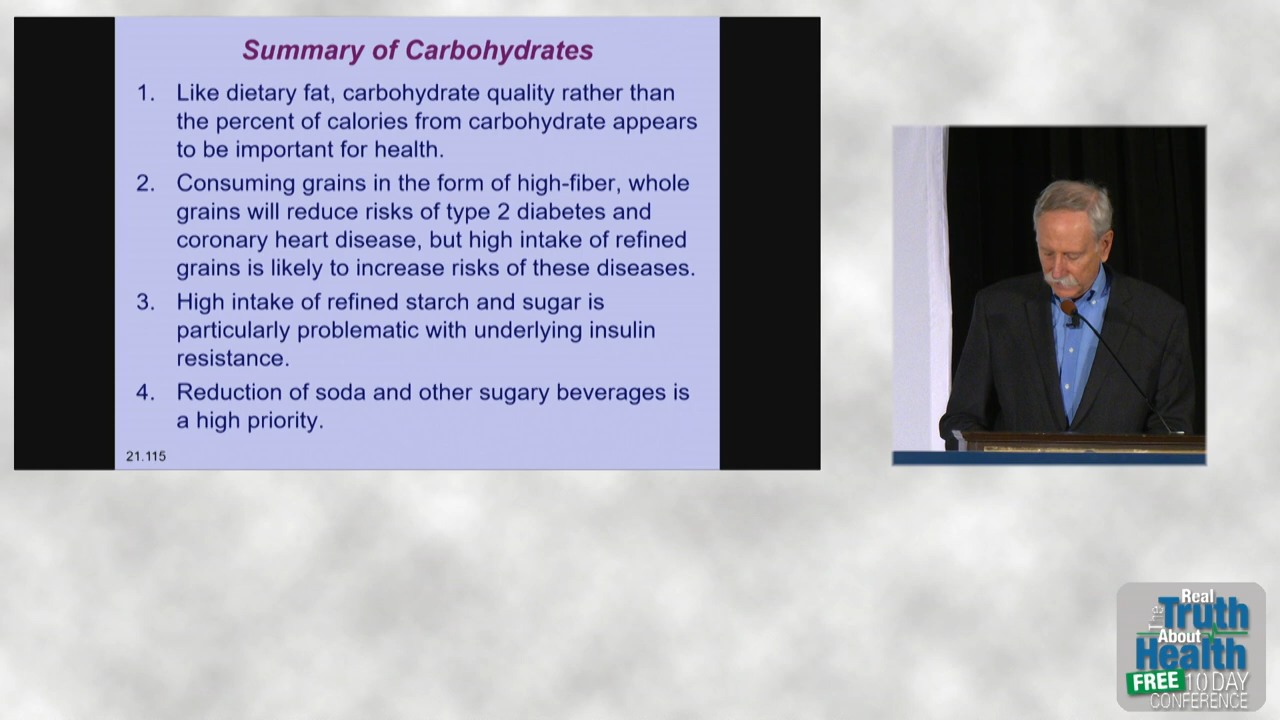 Summary of Carbohydrates
1. Like dietary fat, carbohydrate quality rather than
the percent of calories from carbohydrate appears
to be important for health.
2. Consuming grains in the form of high-fiber, whole
grains will reduce risks of type 2 diabetes and
coronary heart disease, but high intake of refined
grains is likely to increase risks of these diseases.
3. High intake of refined starch and sugar is
particularly problematic with underlying insulin
resistance.
4. Reduction of soda and other sugary beverages is
a high priority.
21.115
The Real
Truth
About
Health
FREE 10 DAY
CONFERENCE